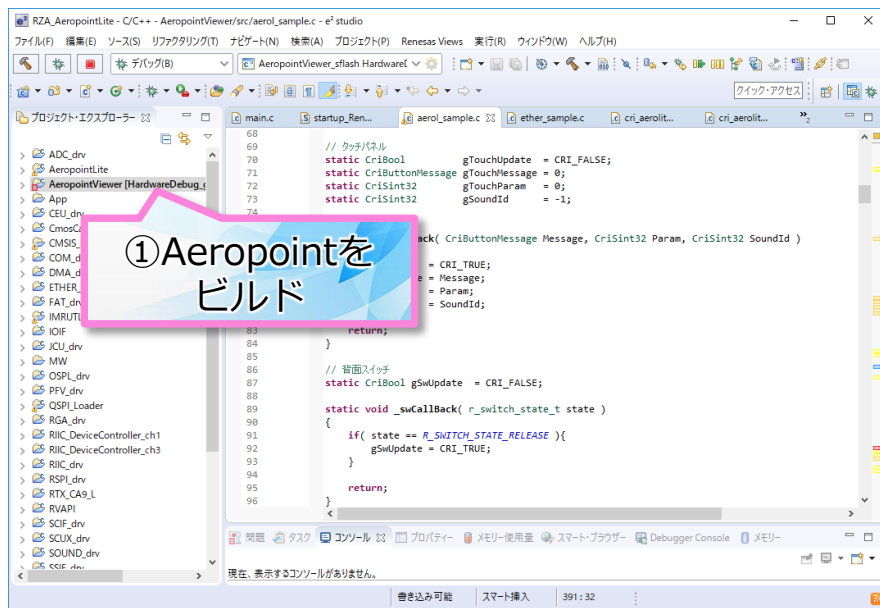 RZA_AeropointLite - C/C++ - AeropointViewer/src/aerol_sample.c - e² studio
ファイル(F) 編集(E) ソース(S) リファクタリング(T) ナビゲート(N) 検索(A) プロジェクト(P) Renesas Views 実行(R) ウィンドウ(W) ヘルプ(H)
デバッグ(B)
AeropointViewer_sflash HardwareD
クイック・アクセス
プロジェクト・エクスプローラー
ADC_drv
AeropointLite
AeropointViewer [HardwareDebug_g
App
CEU_drv
CmosCa
CMSIS_
COM_d
DMA_d
ETHER_
FAT_drv
IMRUTL
IOIF
JCU_drv
MW
OSPL_drv
PFV_drv
QSPI_Loader
RGA_drv
RIIC_DeviceController_ch1
RIIC_DeviceController_ch3
RIIC_drv
RSPI_drv
RTX_CA9_L
RVAPI
SCIF_drv
SCUX_drv
SOUND_drv
SSIF_drv
①Aeropointを
ビルド
main.c startup_Ren... aerol_sample.c ether_sample.c cri_aerolit... cri_aerolit... »2
68
69 // タッチパネル
70 static CriBool gTouchUpdate = CRI_FALSE;
71 static CriButtonMessage gTouchMessage = 0;
72 static CriSint32 gTouchParam = 0;
73 static CriSint32 gSoundId = -1;
74
ack( CriButtonMessage Message, CriSint32 Param, CriSint32 SoundId )
= CRI_TRUE;
e = Message;
= Param;
= SoundId;
83 return;
84 }
85
86 // 背面スイッチ
87 static CriBool gSwUpdate = CRI_FALSE;
88
89 static void _swCallBack( r_switch_state_t state )
90 {
91 if( state == R_SWITCH_STATE_RELEASE ){
92 gSwUpdate = CRI_TRUE;
93 }
94
95 return;
96 }
問題 タスク コンソール プロパティー メモリー使用量 スマート・ブラウザー Debugger Console メモリー
現在、表示するコンソールがありません。
書き込み可能 スマート挿入 391 : 32